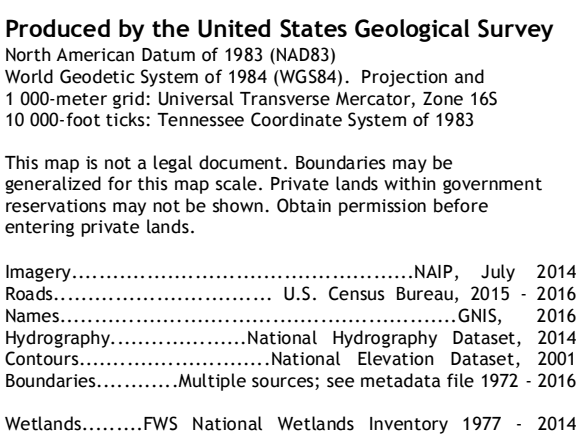 Produced by the United States Geological Survey
North American Datum of 1983 (NAD83)
World Geodetic System of 1984 (WGS84). Projection and
1 000-meter grid: Universal Transverse Mercator, Zone 16S
10 000-foot ticks: Tennessee Coordinate System of 1983
This map is not a legal document. Boundaries may be
generalized for this map scale. Private lands within government
reservations may not be shown. Obtain permission before
entering private lands.
Imagery..............................................NAIP, July 2014
Roads............................. U.S. Census Bureau, 2015 - 2016
Names.....................................................GNIS, 2016
Hydrography..................National Hydrography Dataset, 2014
Contours..........................National Elevation Dataset, 2001
Boundaries...........Multiple sources; see metadata file 1972 - 2016
Wetlands.........FWS National Wetlands Inventory 1977 - 2014